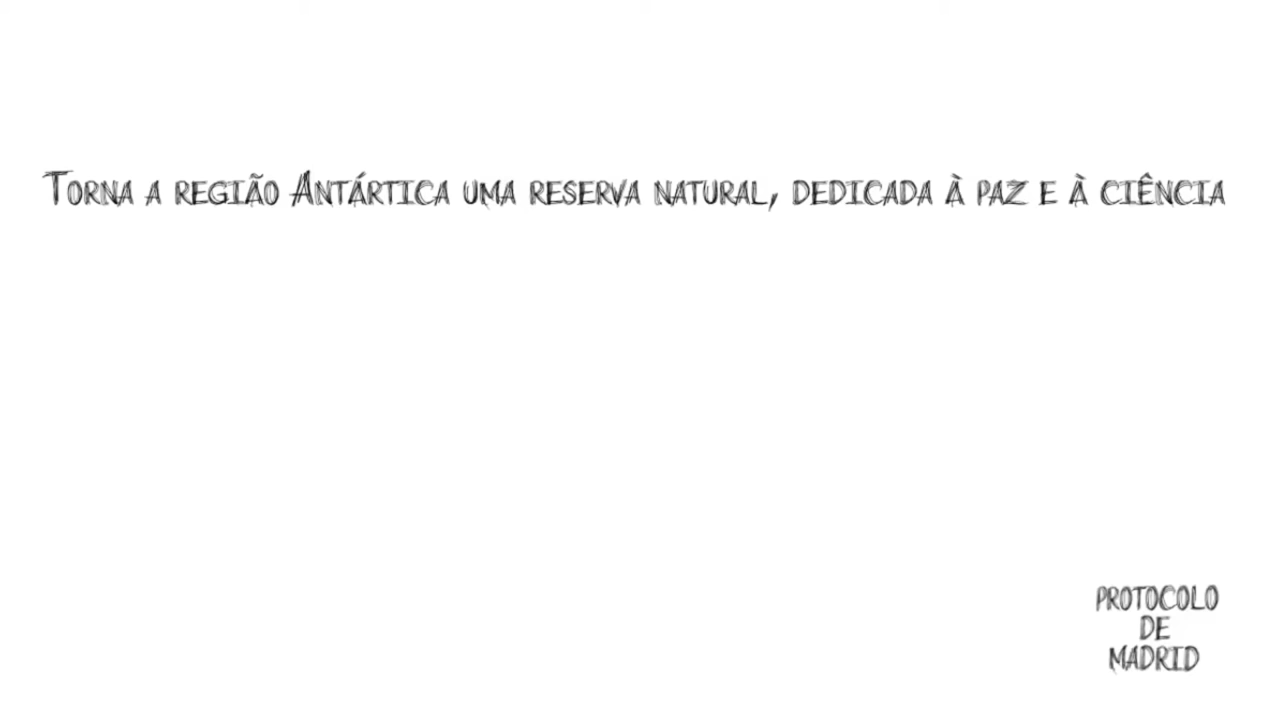 Torna a região Antártica uma reserva natural, dedicada à paz e à ciência
PROTOCOLO
DE
MADRID